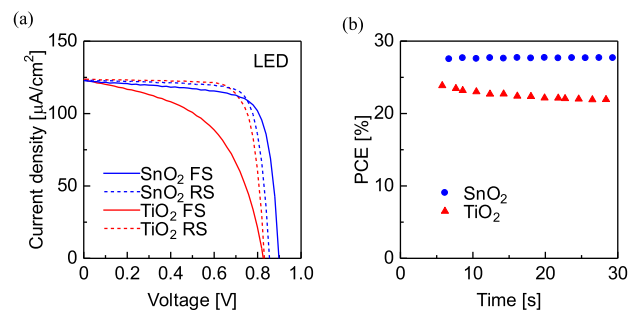 (a)
150
100
50
0
0
0.2
0.4
0.6
0.8
1.0
Current density [μA/cm²]
Voltage [V]
LED
SnO₂ FS
SnO₂ RS
TiO₂ FS
TiO₂ RS
(b)
30
20
10
0
0
10
20
30
PCE [%]
Time [s]
SnO₂
TiO₂